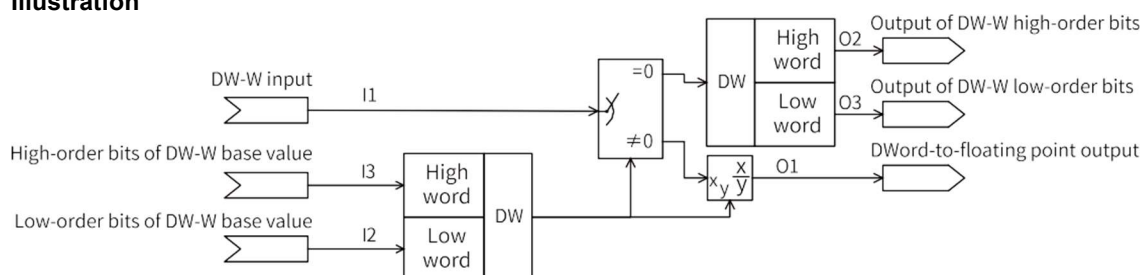 Illustration
Output of DW-W high-order bits
High
word
O2
=0
DW
DW-W input
I1
Output of DW-W low-order bits
Low
word
O3
≠0
High-order bits of DW-W base value
I3
High
word
DWord-to-floating point output
x
y
x
y
O1
DW
Low-order bits of DW-W base value
I2
Low
word